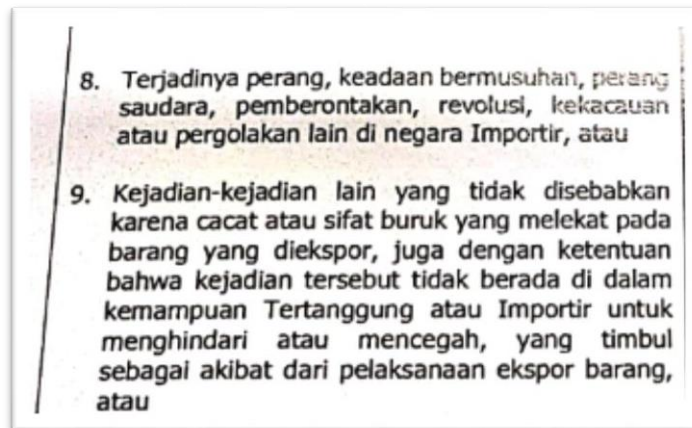 8. Terjadinya perang, keadaan bermusuhan, perang
saudara, pemberontakan, revolusi, kekacauan
atau pergolakan lain di negara Importir, atau
9. Kejadian-kejadian lain yang tidak disebabkan
karena cacat atau sifat buruk yang melekat pada
barang yang diekspor, juga dengan ketentuan
bahwa kejadian tersebut tidak berada di dalam
kemampuan Tertanggung atau Importir untuk
menghindari atau mencegah, yang timbul
sebagai akibat dari pelaksanaan ekspor barang,
atau